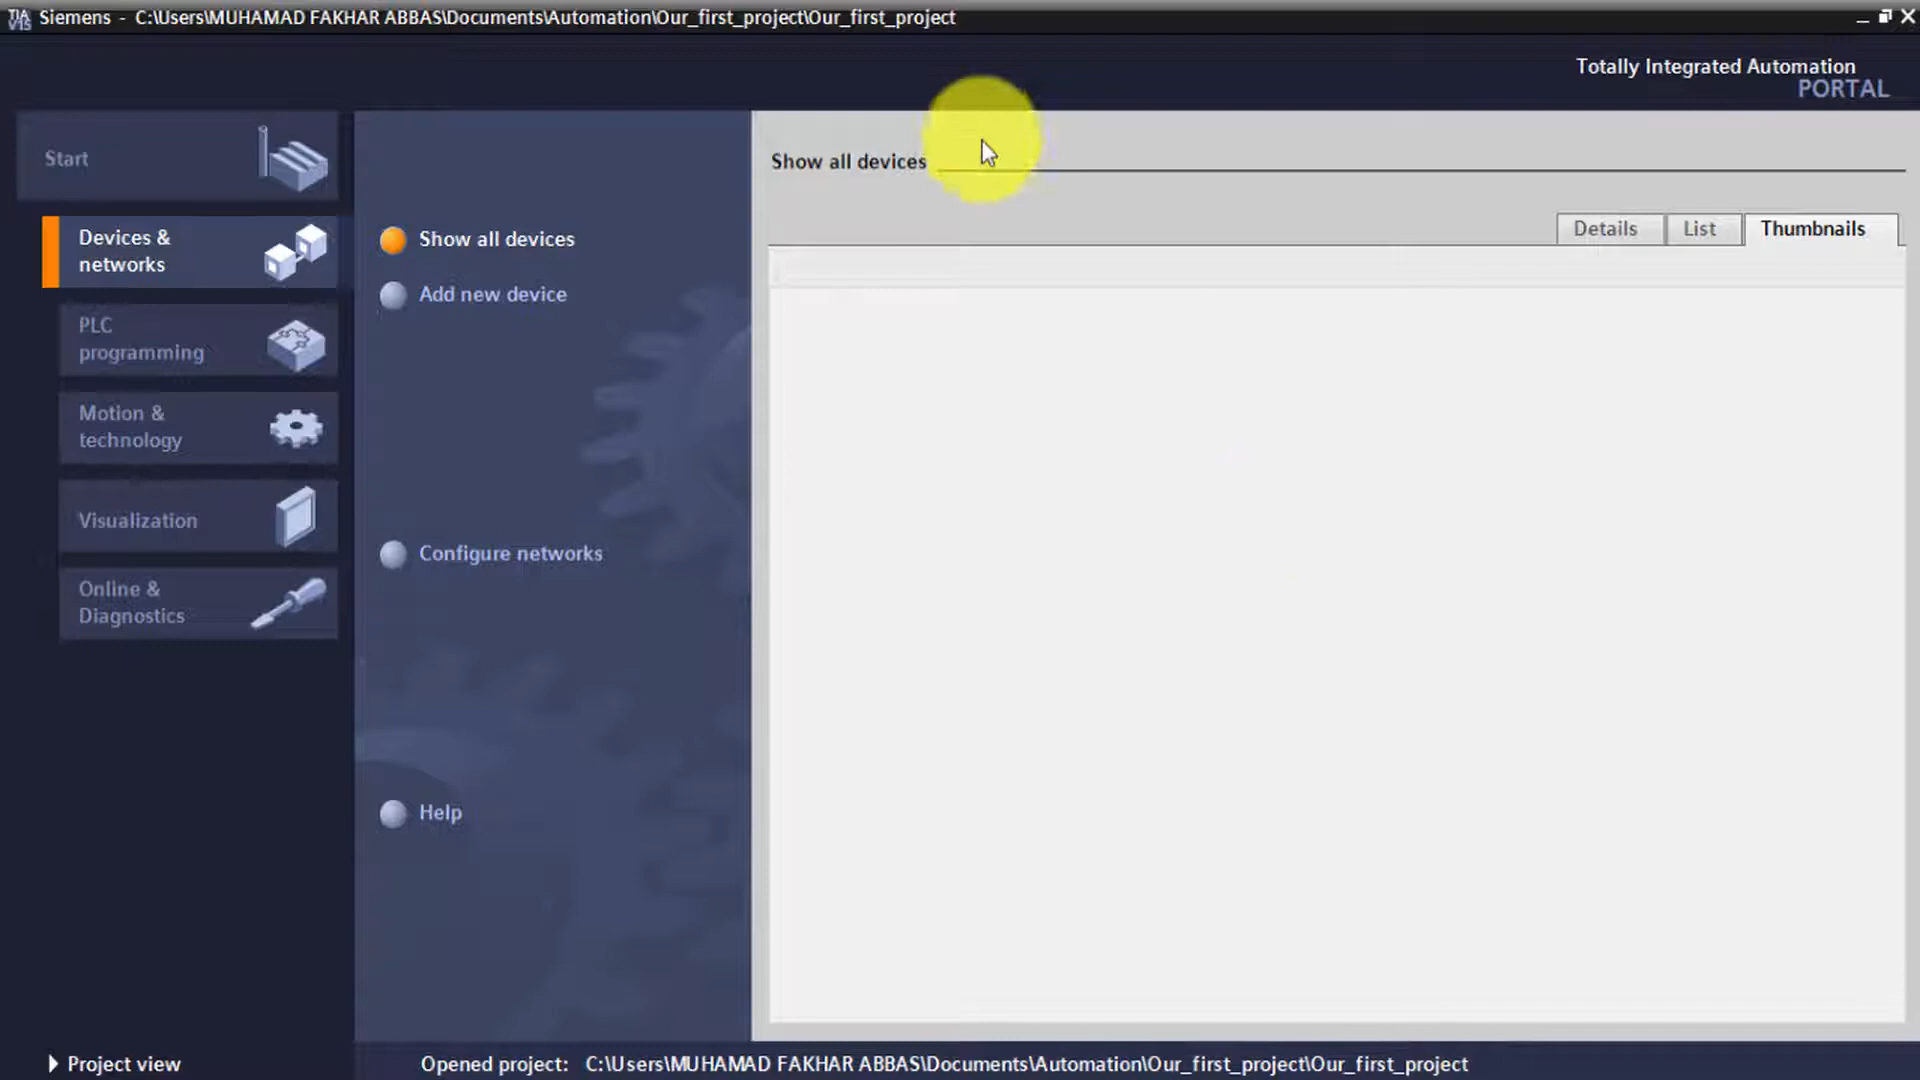 Siemens - C:\Users\MUHAMAD FAKHAR ABBAS\Documents\Automation\Our_first_project\Our_first_project
Totally Integrated Automation
PORTAL
Start
Devices &
networks
PLC
programming
Motion &
technology
Visualization
Online &
Diagnostics
Show all devices
Add new device
Configure networks
Help
Show all devices
Details
List
Thumbnails
Project view
Opened project: C:\Users\MUHAMAD FAKHAR ABBAS\Documents\Automation\Our_first_project\Our_first_project